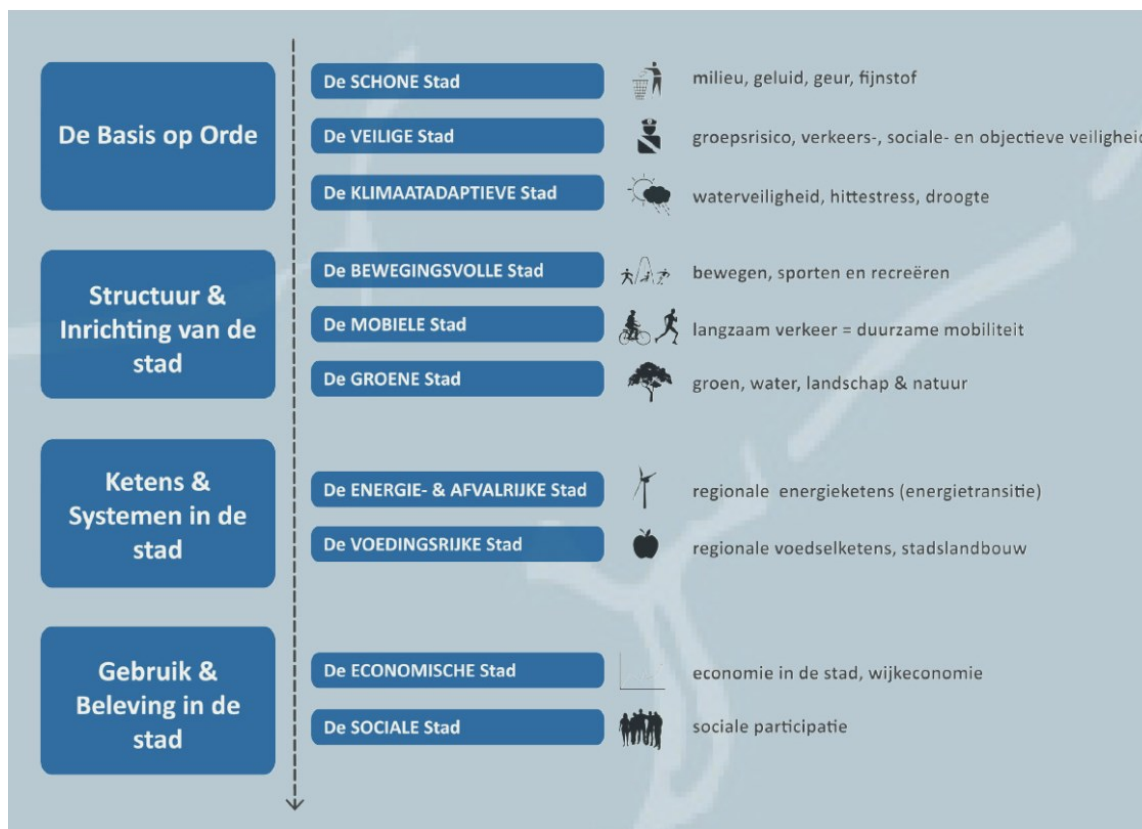 De Basis op Orde
De SCHONE Stad
milieu, geluid, geur, fijnstof
De VEILIGE Stad
groepsrisico, verkeers-, sociale- en objectieve veiligheid
De KLIMAATADAPTIEVE Stad
waterveiligheid, hittestress, droogte
Structuur &
Inrichting van de
stad
De BEWEGINGSVOLLE Stad
bewegen, sporten en recreëren
De MOBIELE Stad
langzaam verkeer = duurzame mobiliteit
De GROENE Stad
groen, water, landschap & natuur
Ketens &
Systemen in de
stad
De ENERGIE- & AFVALRIJKE Stad
regionale energieketens (energietransitie)
De VOEDINGSRIJKE Stad
regionale voedselketens, stadslandbouw
Gebruik &
Beleving in de
stad
De ECONOMISCHE Stad
economie in de stad, wijkeconomie
De SOCIALE Stad
sociale participatie